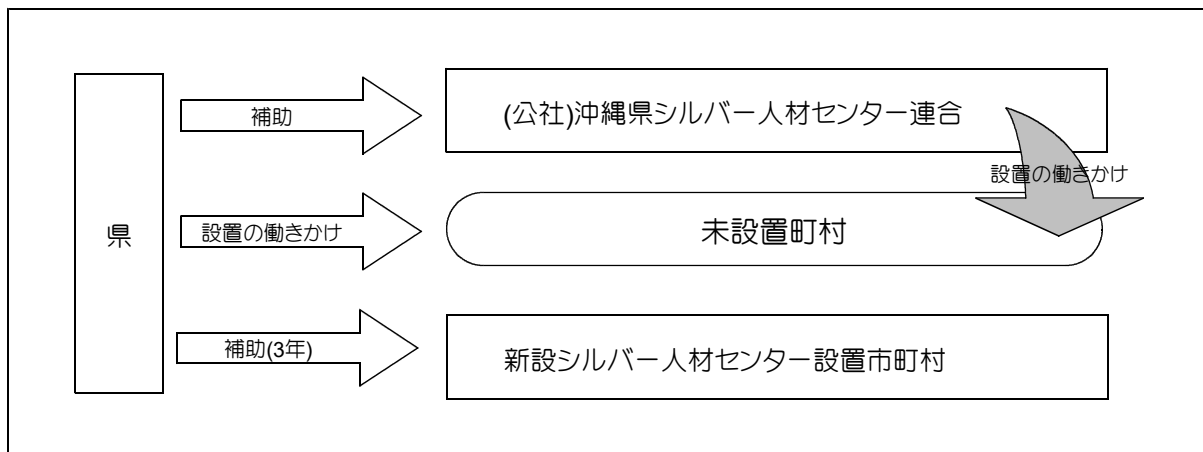 県
補助
(公社)沖縄県シルバー人材センター連合
設置の働きかけ
設置の働きかけ
未設置町村
補助(3年)
新設シルバー人材センター設置市町村